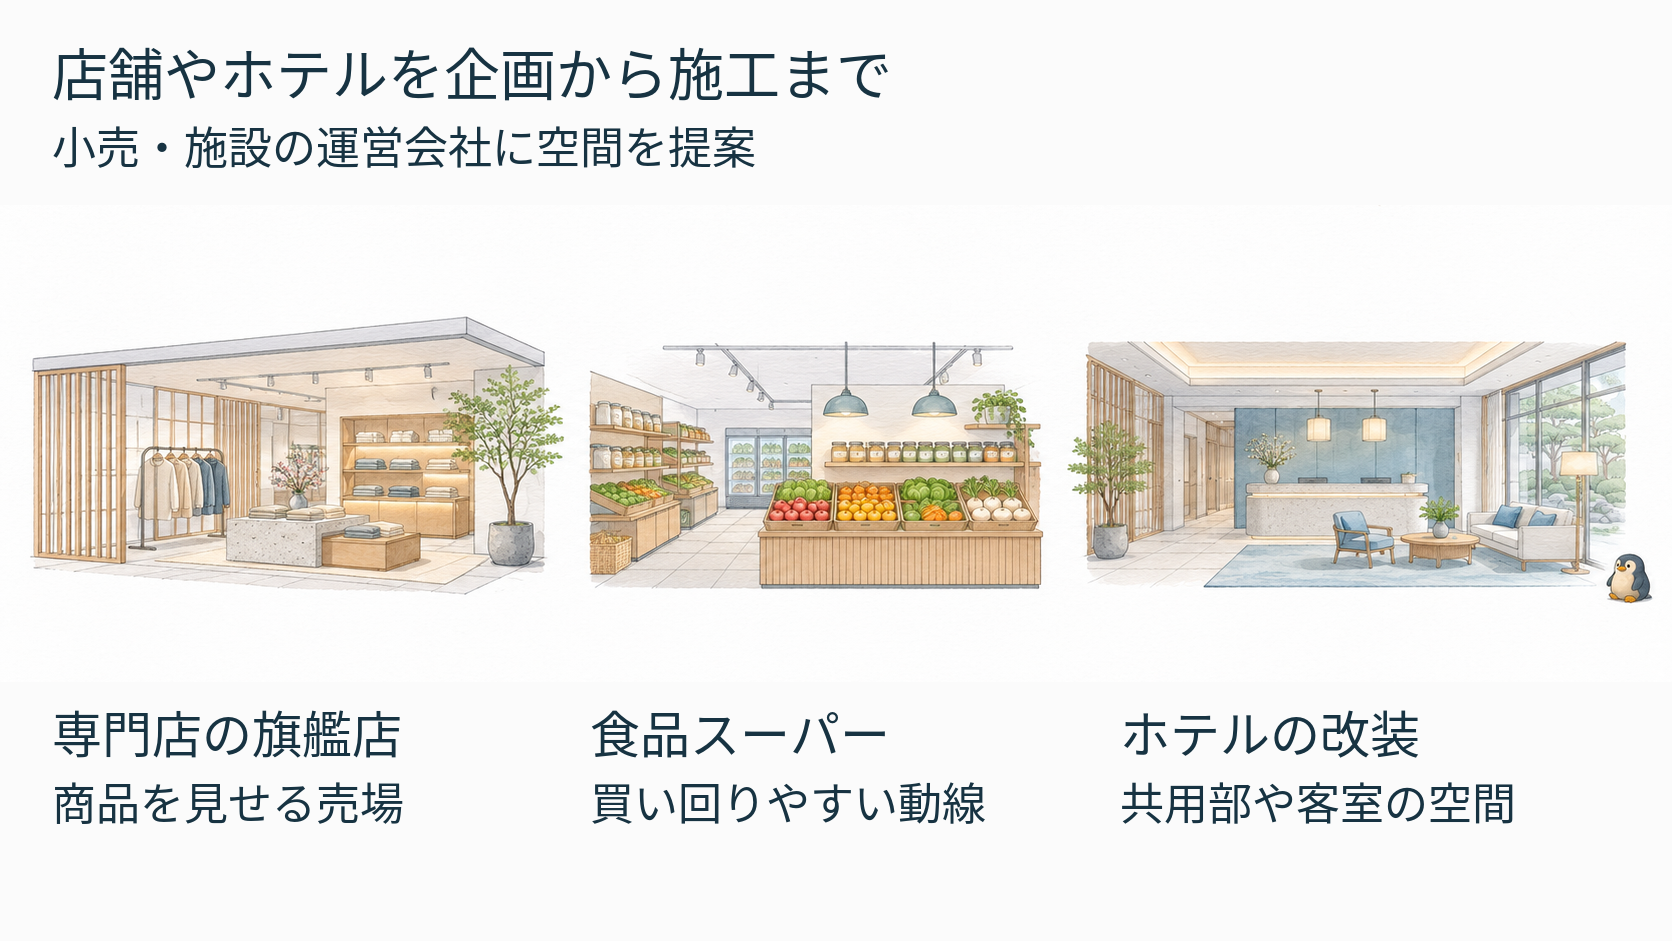 店舗やホテルを企画から施工まで
小売・施設の運営会社に空間を提案
専門店の旗艦店
商品を見せる売場
食品スーパー
買い回りやすい動線
ホテルの改装
共用部や客室の空間